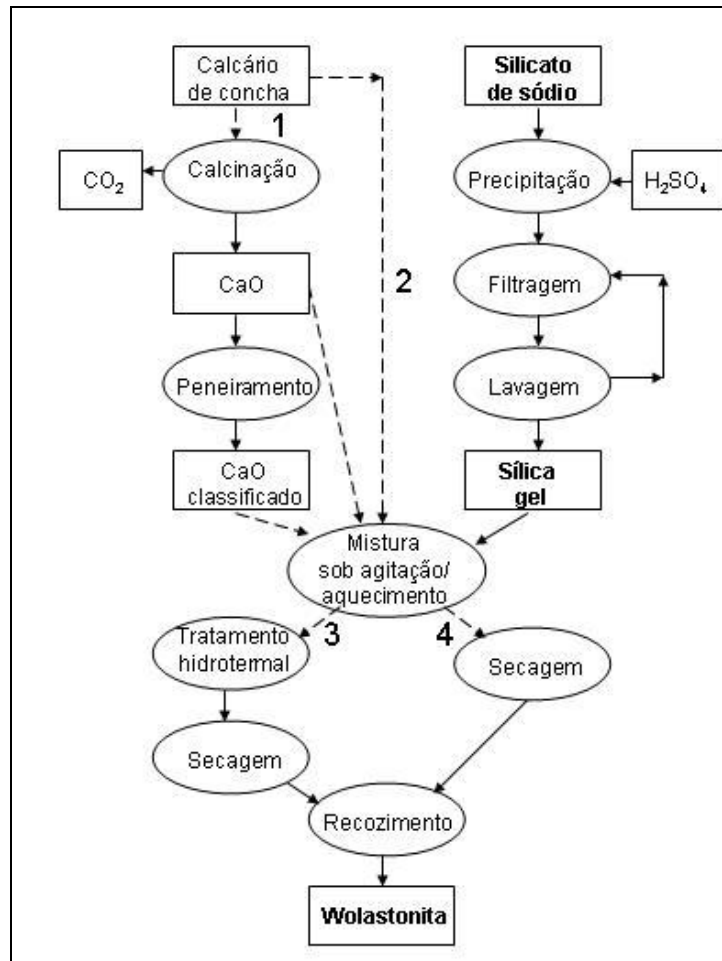 Calcário
de concha
1
Calcinação
CO₂
CaO
Peneiramento
CaO
classificado
2
Silicato
de sódio
Precipitação
H₂SO₄
Filtragem
Lavagem
Sílica
gel
Mistura
sob agitação/
aquecimento
3
4
Tratamento
hidrotermal
Secagem
Secagem
Recozimento
Wolastonita